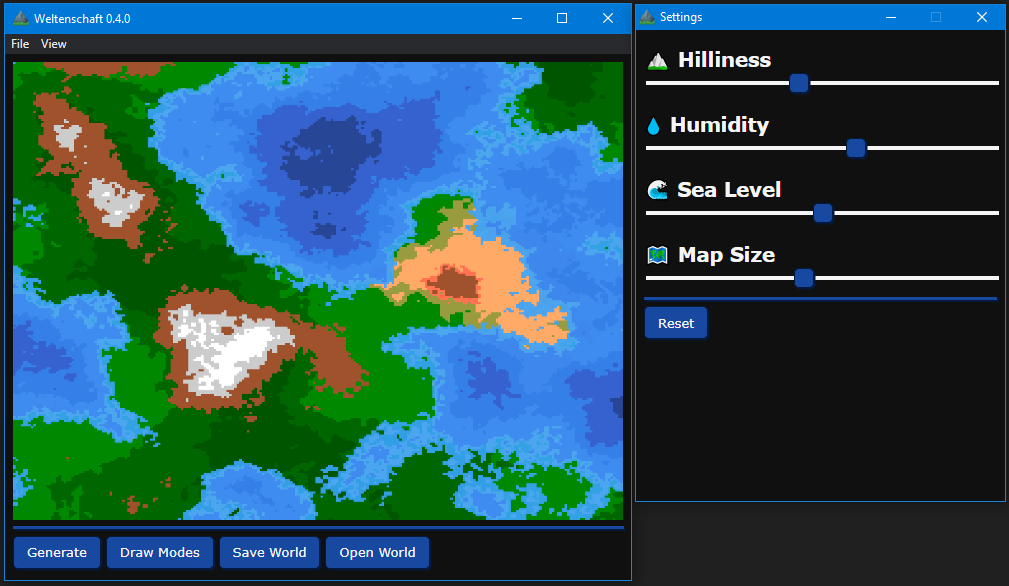 Weltenschaft 0.4.0
File View
Generate Draw Modes Save World Open World
Settings
Hilliness
Humidity
Sea Level
Map Size
Reset